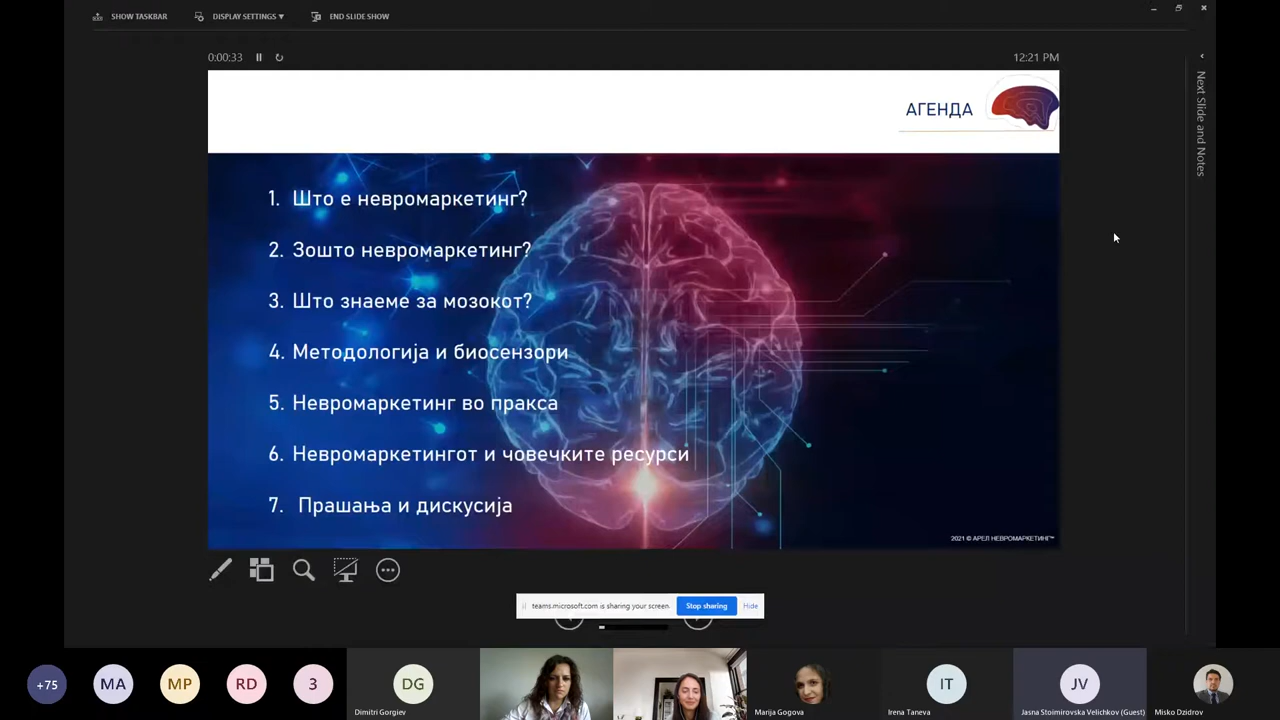 SHOW TASKBAR
DISPLAY SETTINGS ▼
END SLIDE SHOW
0:00:33
12:21 PM
Next Slide and Notes
АГЕНДА
1. Што е невромаркетинг?
2. Зошто невромаркетинг?
3. Што знаеме за мозокот?
4. Методологија и биосензори
5. Невромаркетинг во пракса
6. Невромаркетингот и човечките ресурси
7. Прашања и дискусија
2021 © АРЕЛ НЕВРОМАРКЕТИНГ™
teams.microsoft.com is sharing your screen.
Stop sharing
Hide
+75
MA
MP
RD
3
DG
Dimitri Gorgiev
Marija Gogova
IT
Irena Taneva
JV
Jasna Stoimirovska Velichkov (Guest)
Misko Dzidrov